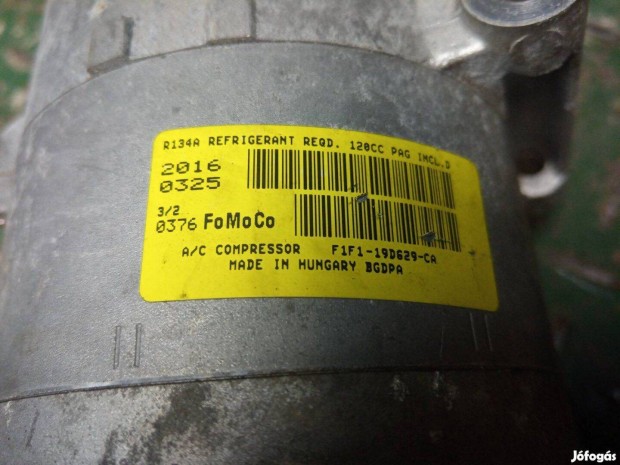 R134A REFRIGERANT REQD. 120CC PAG INCL.D
2016
0325
3/2
0376 FoMoCo
A/C COMPRESSOR F1F1-19D629-CA
MADE IN HUNGARY BGDPA
Jófogás